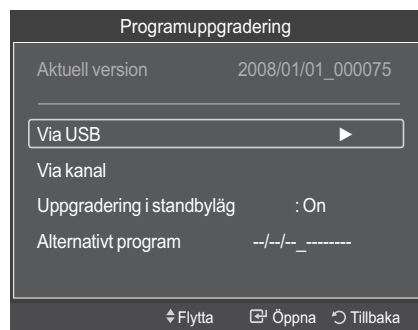 Programuppgradering
Aktuell version 2008/01/01_000075
Via USB ►
Via kanal
Uppgradering i standbyläg : On
Alternativt program --/--/--_--------
Flytta Öppna Tillbaka